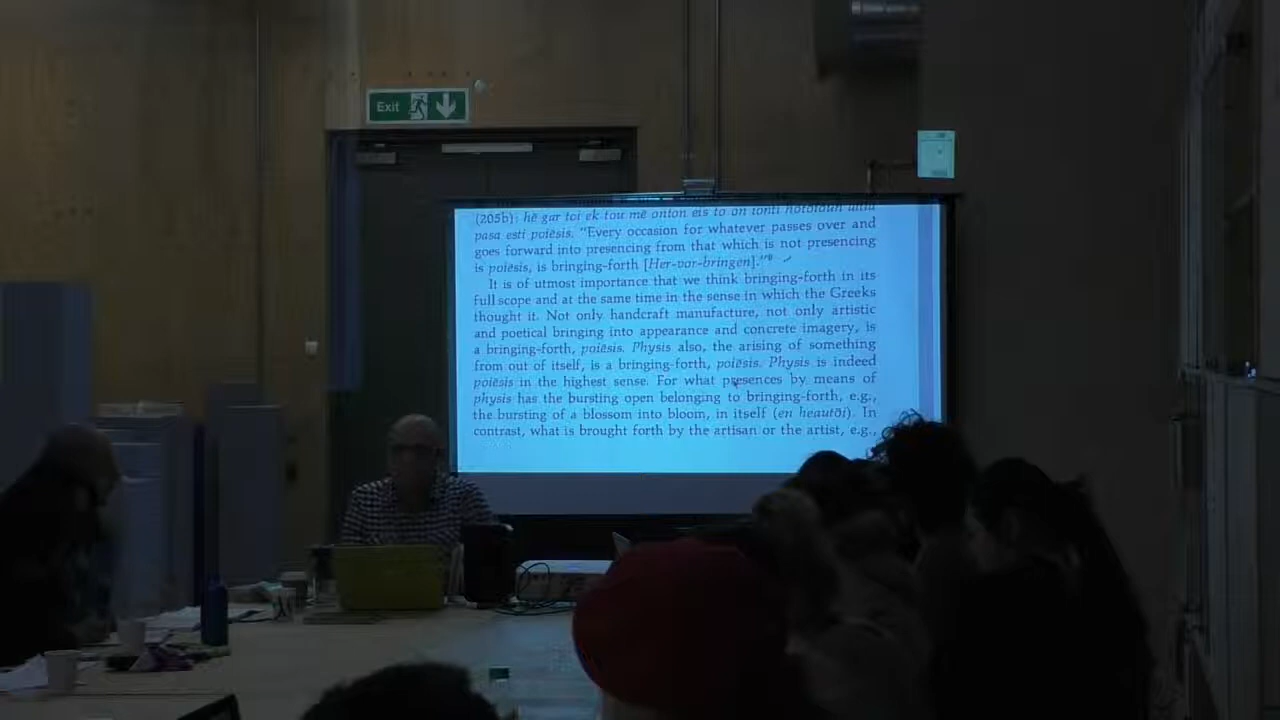 Exit
(205b): hē gar toi ek tou mē onton eis to on ionti hotoioun aitia
pasa esti poiēsis. "Every occasion for whatever passes over and
goes forward into presencing from that which is not presencing
is poiēsis, is bringing-forth [Her-vor-bringen]."
It is of utmost importance that we think bringing-forth in its
full scope and at the same time in the sense in which the Greeks
thought it. Not only handcraft manufacture, not only artistic
and poetical bringing into appearance and concrete imagery, is
a bringing-forth, poiēsis. Physis also, the arising of something
from out of itself, is a bringing-forth, poiēsis. Physis is indeed
poiēsis in the highest sense. For what presences by means of
physis has the bursting open belonging to bringing-forth, e.g.,
the bursting of a blossom into bloom, in itself (en heautōi). In
contrast, what is brought forth by the artisan or the artist, e.g.,